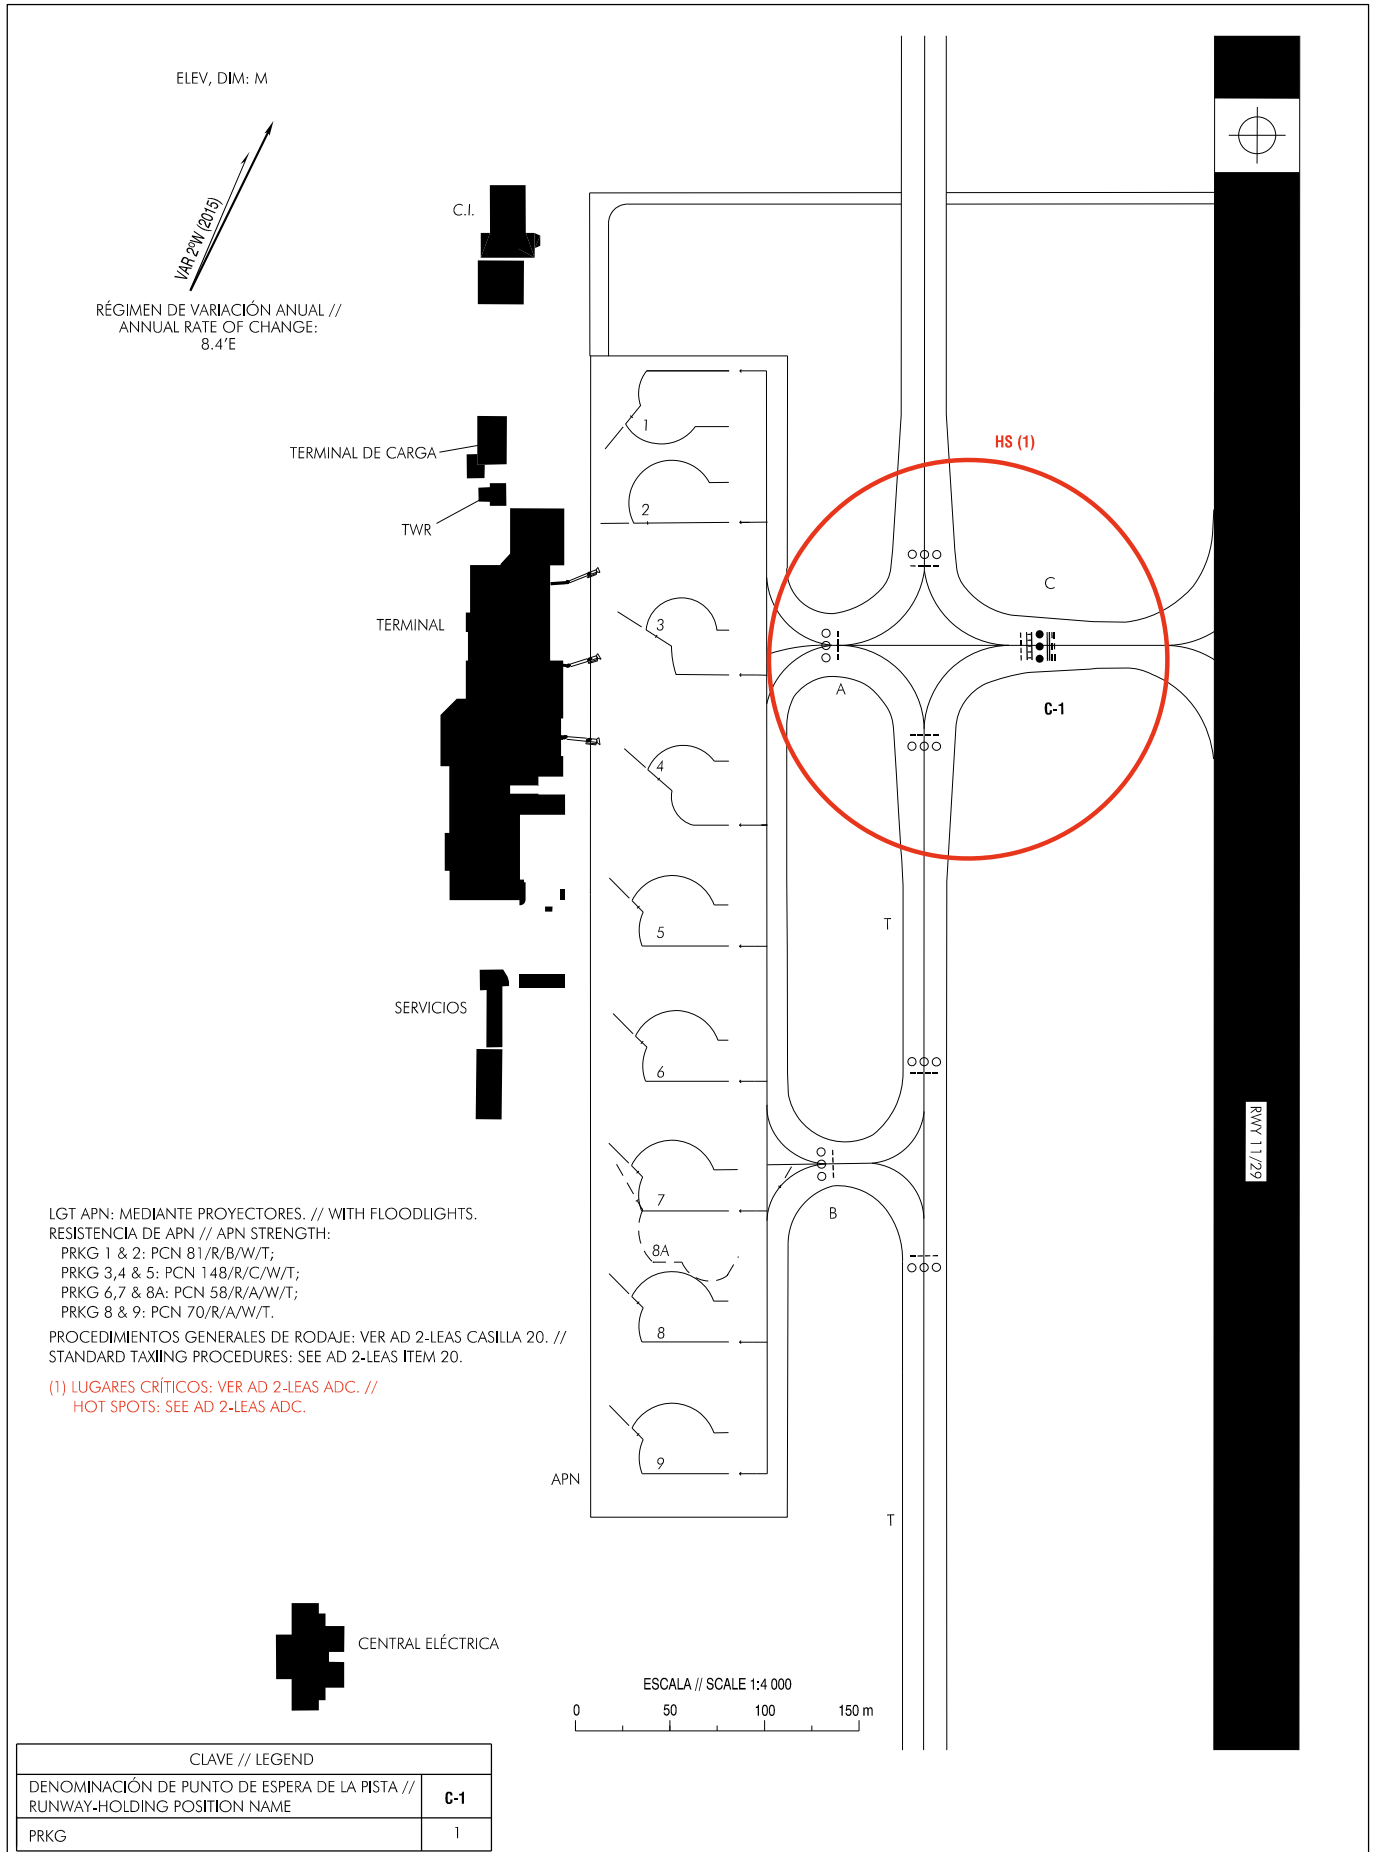 ELEV, DIM: M
VAR 2ºW (2015)
RÉGIMEN DE VARIACIÓN ANUAL //
ANNUAL RATE OF CHANGE:
8.4'E
C.I.
TERMINAL DE CARGA
TWR
TERMINAL
SERVICIOS
1
2
3
4
5
6
7
8A
8
9
APN
HS (1)
C
A
C-1
T
B
T
RWY 11/29
LGT APN: MEDIANTE PROYECTORES. // WITH FLOODLIGHTS.
RESISTENCIA DE APN // APN STRENGTH:
PRKG 1 & 2: PCN 81/R/B/W/T;
PRKG 3,4 & 5: PCN 148/R/C/W/T;
PRKG 6,7 & 8A: PCN 58/R/A/W/T;
PRKG 8 & 9: PCN 70/R/A/W/T.
PROCEDIMIENTOS GENERALES DE RODAJE: VER AD 2-LEAS CASILLA 20. //
STANDARD TAXIING PROCEDURES: SEE AD 2-LEAS ITEM 20.
(1) LUGARES CRÍTICOS: VER AD 2-LEAS ADC. //
HOT SPOTS: SEE AD 2-LEAS ADC.
CENTRAL ELÉCTRICA
ESCALA // SCALE 1:4 000
0 50 100 150 m
CLAVE // LEGEND
DENOMINACIÓN DE PUNTO DE ESPERA DE LA PISTA //
RUNWAY-HOLDING POSITION NAME
C-1
PRKG
1